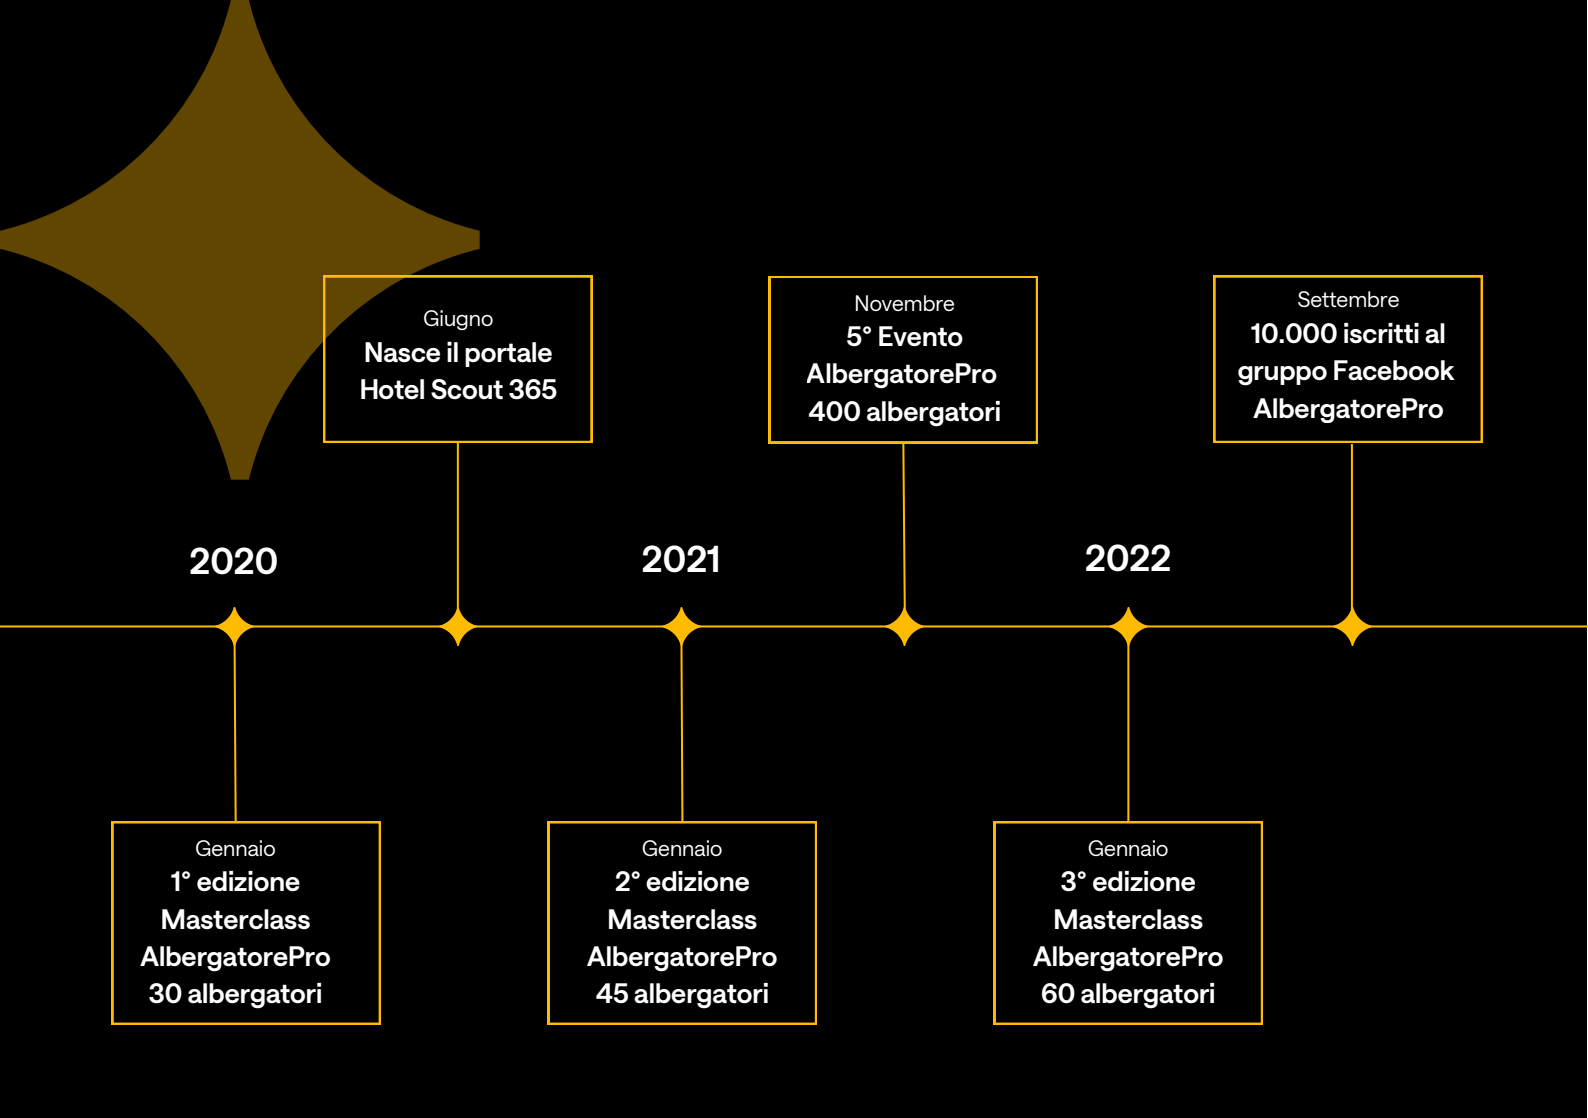 Giugno
Nasce il portale
Hotel Scout 365
Novembre
5° Evento
AlbergatorePro
400 albergatori
Settembre
10.000 iscritti al
gruppo Facebook
AlbergatorePro
2020
2021
2022
Gennaio
1° edizione
Masterclass
AlbergatorePro
30 albergatori
Gennaio
2° edizione
Masterclass
AlbergatorePro
45 albergatori
Gennaio
3° edizione
Masterclass
AlbergatorePro
60 albergatori